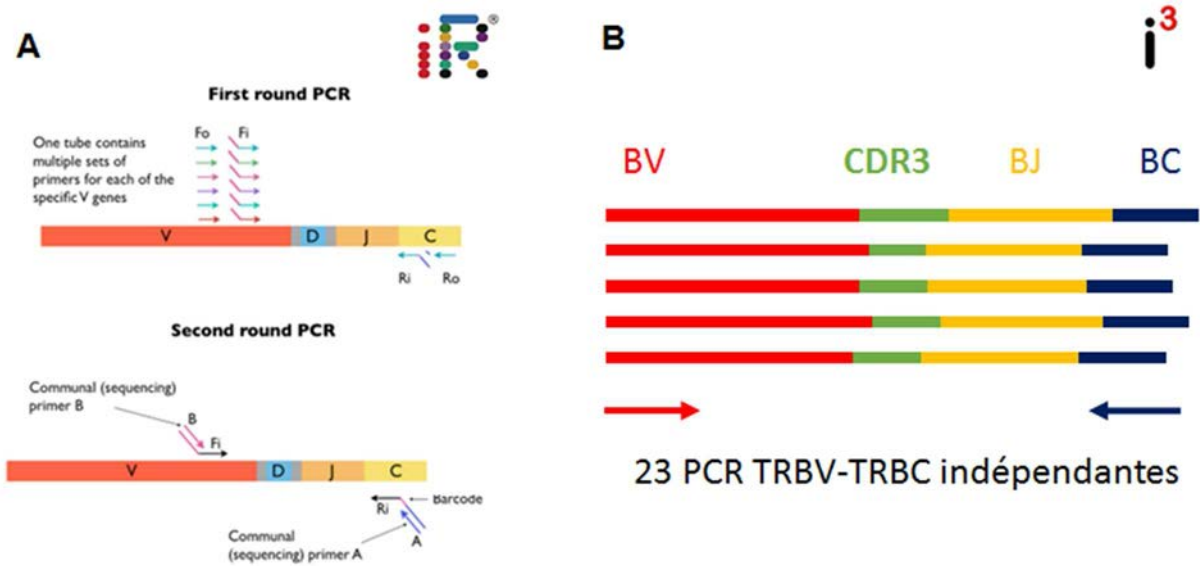 A
iR®
First round PCR
One tube contains
multiple sets of
primers for each of the
specific V genes
Fo Fi
V D J C
Ri Ro
Second round PCR
Communal (sequencing)
primer B
B
Fi
V D J C
Ri
Barcode
A
Communal
(sequencing) primer A
B
i3
BV CDR3 BJ BC
23 PCR TRBV-TRBC indépendantes